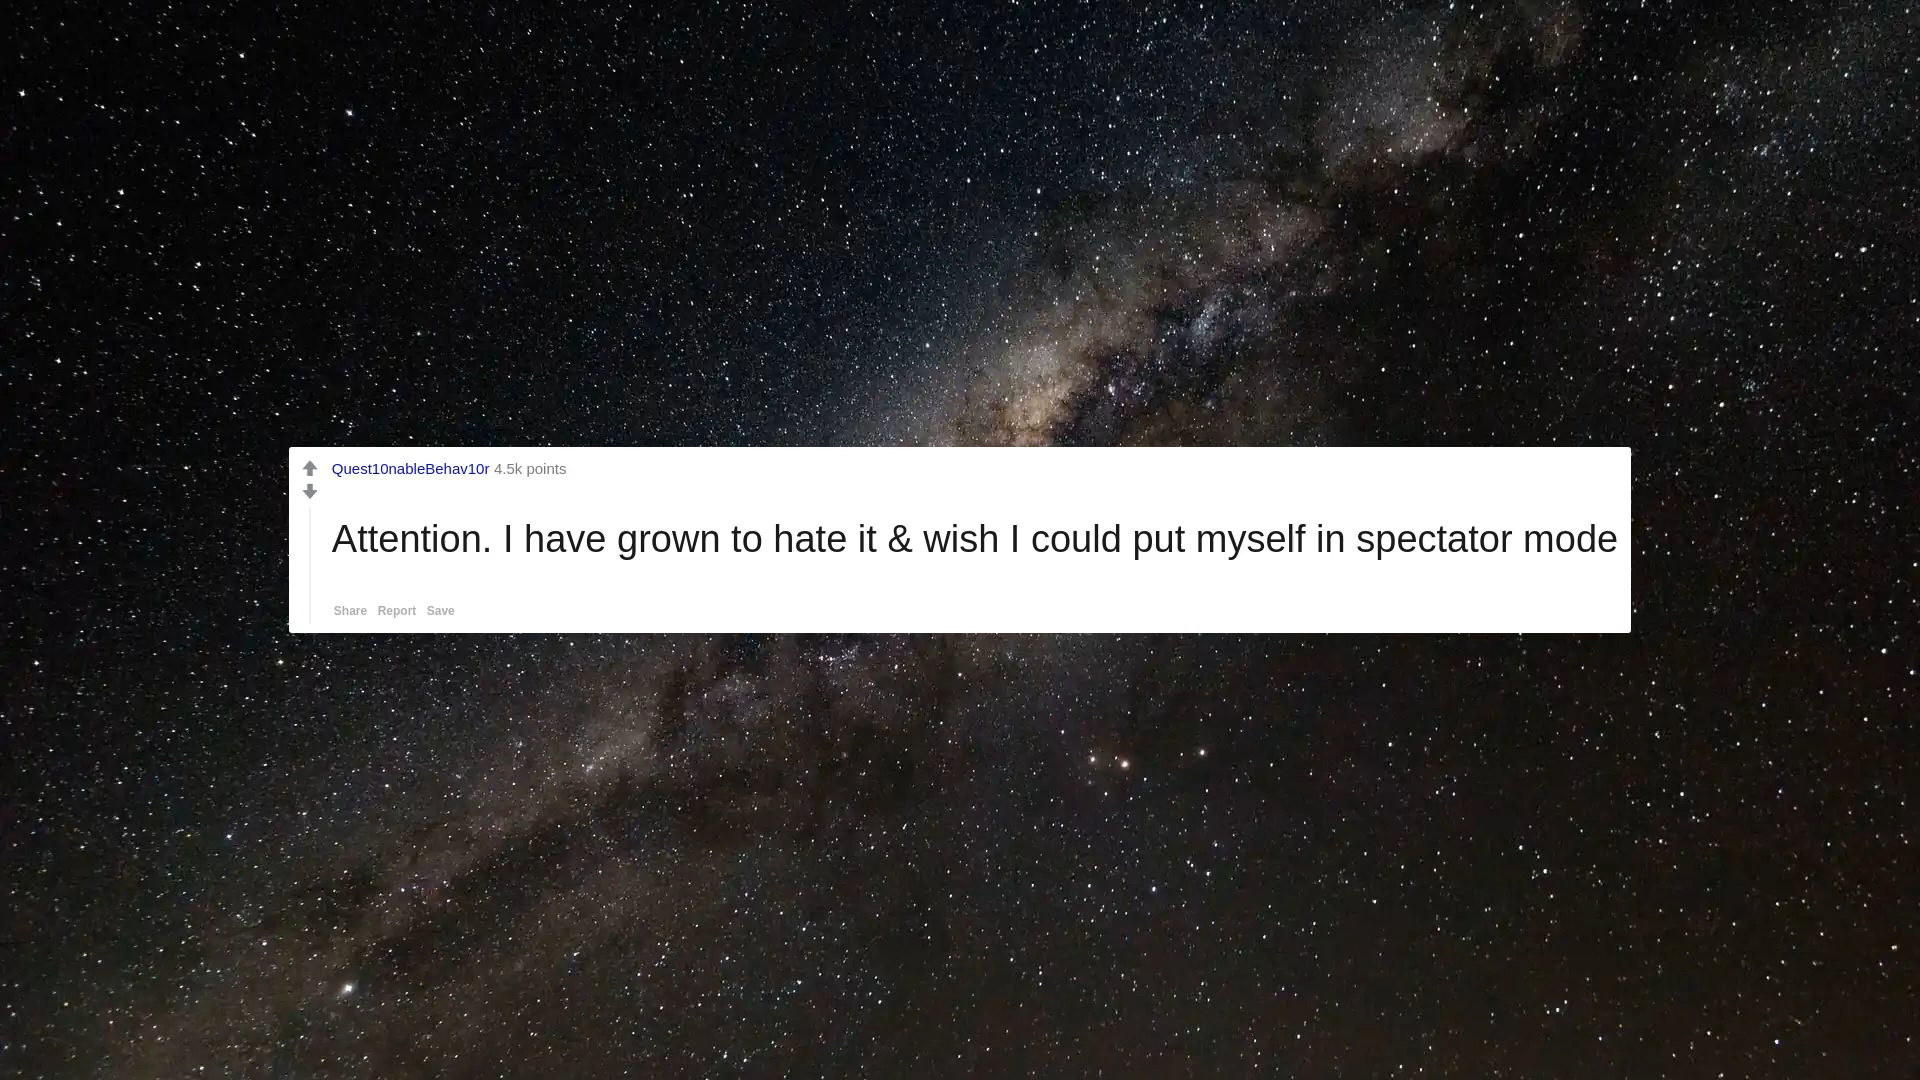 Quest10nableBehav10r 4.5k points
Attention. I have grown to hate it & wish I could put myself in spectator mode
Share Report Save